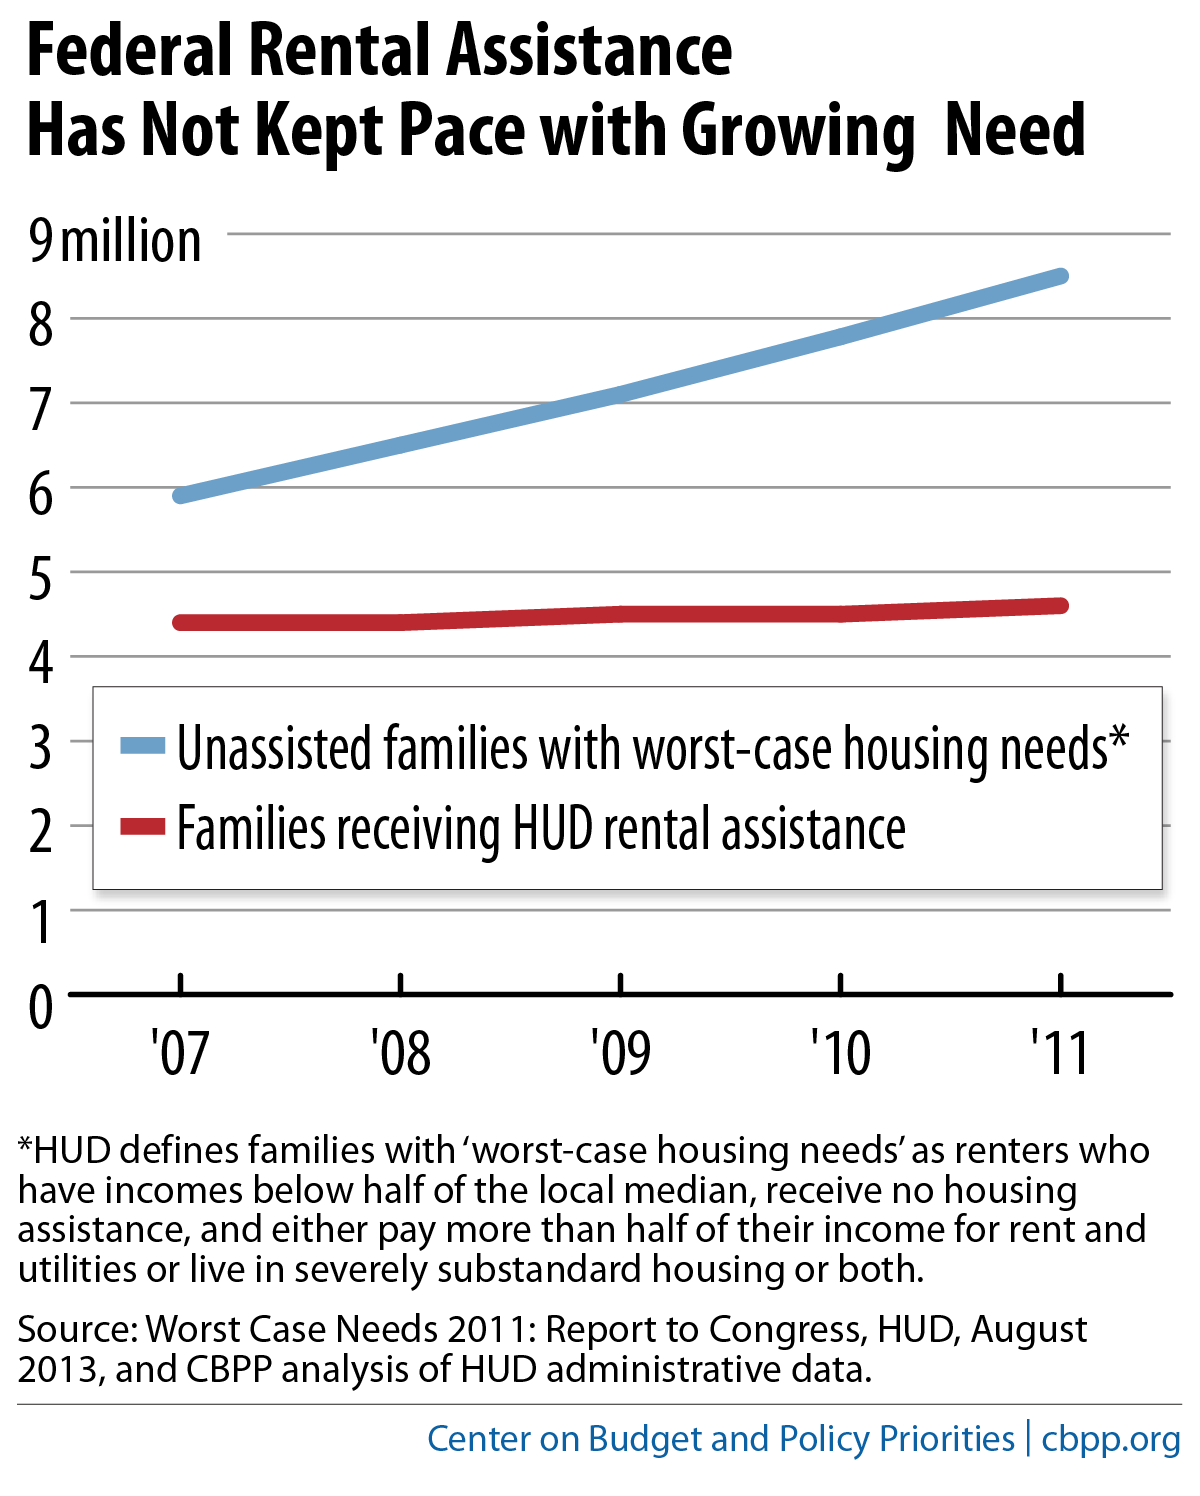 Federal Rental Assistance
Has Not Kept Pace with Growing Need
9 million
8
7
6
5
4
3
2
1
0
Unassisted families with worst-case housing needs*
Families receiving HUD rental assistance
'07 '08 '09 '10 '11
*HUD defines families with ‘worst-case housing needs’ as renters who
have incomes below half of the local median, receive no housing
assistance, and either pay more than half of their income for rent and
utilities or live in severely substandard housing or both.
Source: Worst Case Needs 2011: Report to Congress, HUD, August
2013, and CBPP analysis of HUD administrative data.
Center on Budget and Policy Priorities | cbpp.org